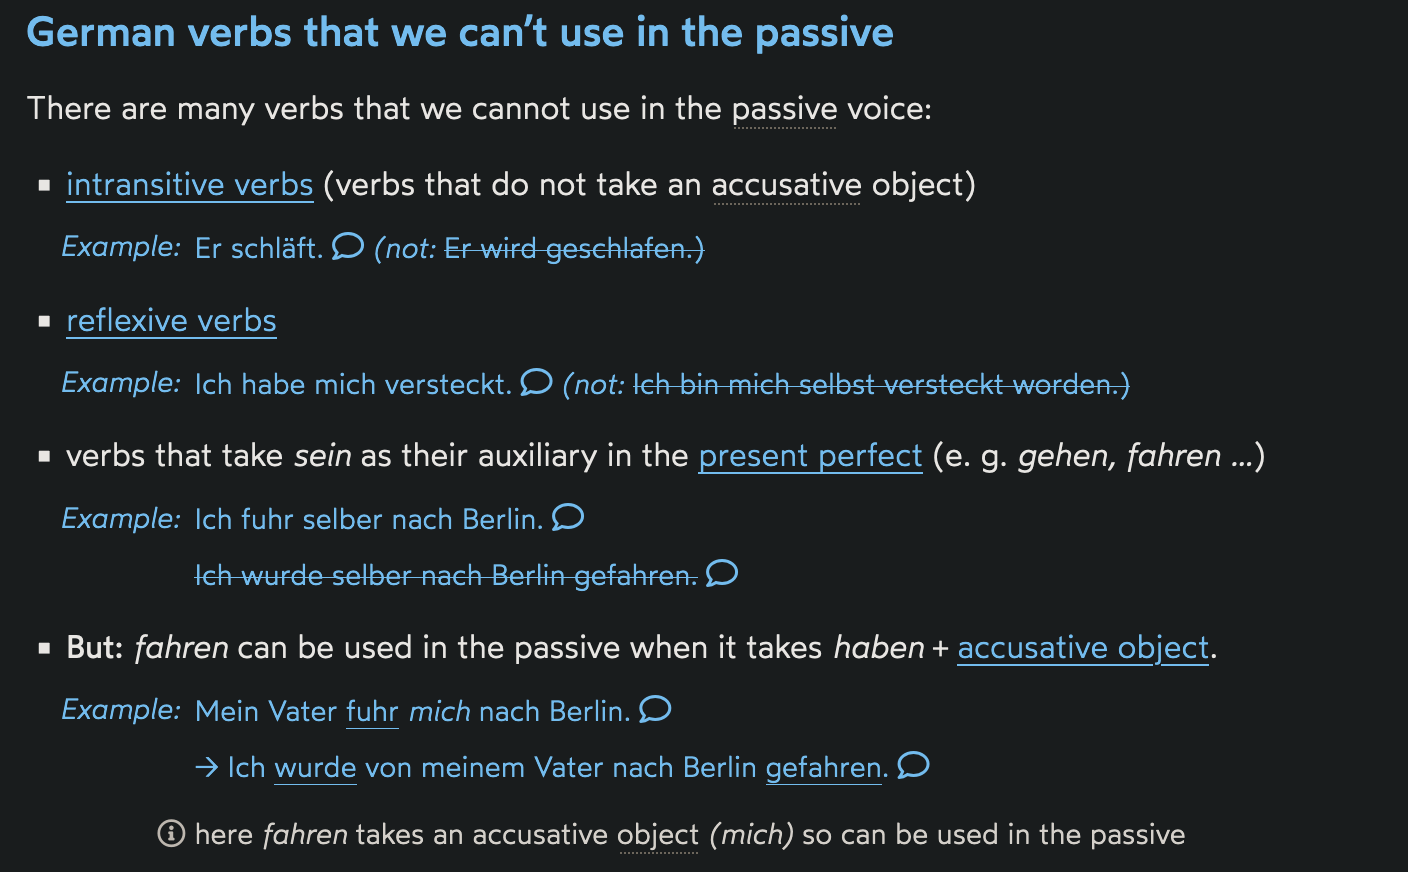 German verbs that we can’t use in the passive
There are many verbs that we cannot use in the passive voice:
▪ intransitive verbs (verbs that do not take an accusative object)
Example: Er schläft. (not: Er wird geschlafen.)
▪ reflexive verbs
Example: Ich habe mich versteckt. (not: Ich bin mich selbst versteckt worden.)
▪ verbs that take sein as their auxiliary in the present perfect (e. g. gehen, fahren …)
Example: Ich fuhr selber nach Berlin.
Ich wurde selber nach Berlin gefahren.
▪ But: fahren can be used in the passive when it takes haben + accusative object.
Example: Mein Vater fuhr mich nach Berlin.
→ Ich wurde von meinem Vater nach Berlin gefahren.
here fahren takes an accusative object (mich) so can be used in the passive